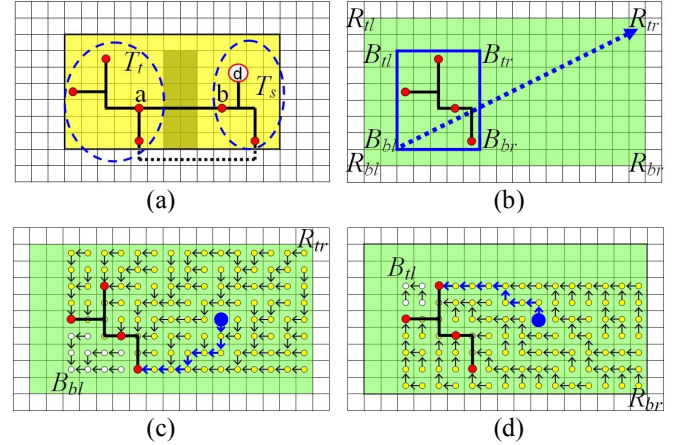 T_t
a
b
d
T_s
(a)
R_tl
R_tr
B_tl
B_tr
B_bl
B_br
R_bl
R_br
(b)
R_tr
B_bl
(c)
B_tl
R_br
(d)